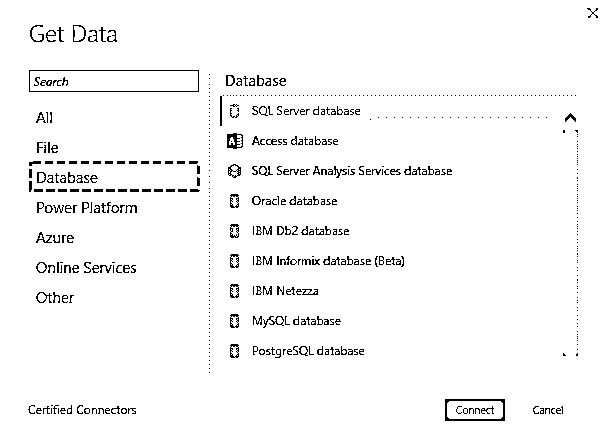 Get Data
Search
All
File
Database
Power Platform
Azure
Online Services
Other
Database
SQL Server database
Access database
SQL Server Analysis Services database
Oracle database
IBM Db2 database
IBM Informix database (Beta)
IBM Netezza
MySQL database
PostgreSQL database
Certified Connectors
Connect
Cancel